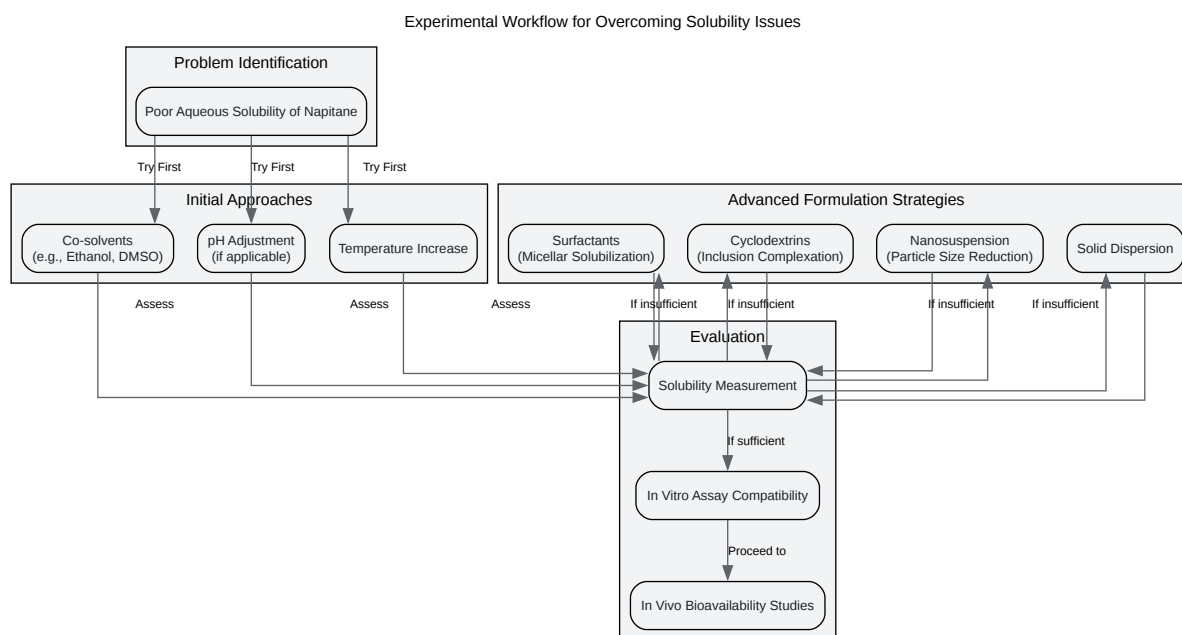 Experimental Workflow for Overcoming Solubility Issues
Problem Identification
Poor Aqueous Solubility of Napitane
Try First
Try First
Try First
Initial Approaches
Advanced Formulation Strategies
Co-solvents
(e.g., Ethanol, DMSO)
pH Adjustment
(if applicable)
Temperature Increase
Surfactants
(Micellar Solubilization)
Cyclodextrins
(Inclusion Complexation)
Nanosuspension
(Particle Size Reduction)
Solid Dispersion
Assess
Assess
Assess
If insufficient
If insufficient
If insufficient
If insufficient
Evaluation
Solubility Measurement
If sufficient
In Vitro Assay Compatibility
Proceed to
In Vivo Bioavailability Studies